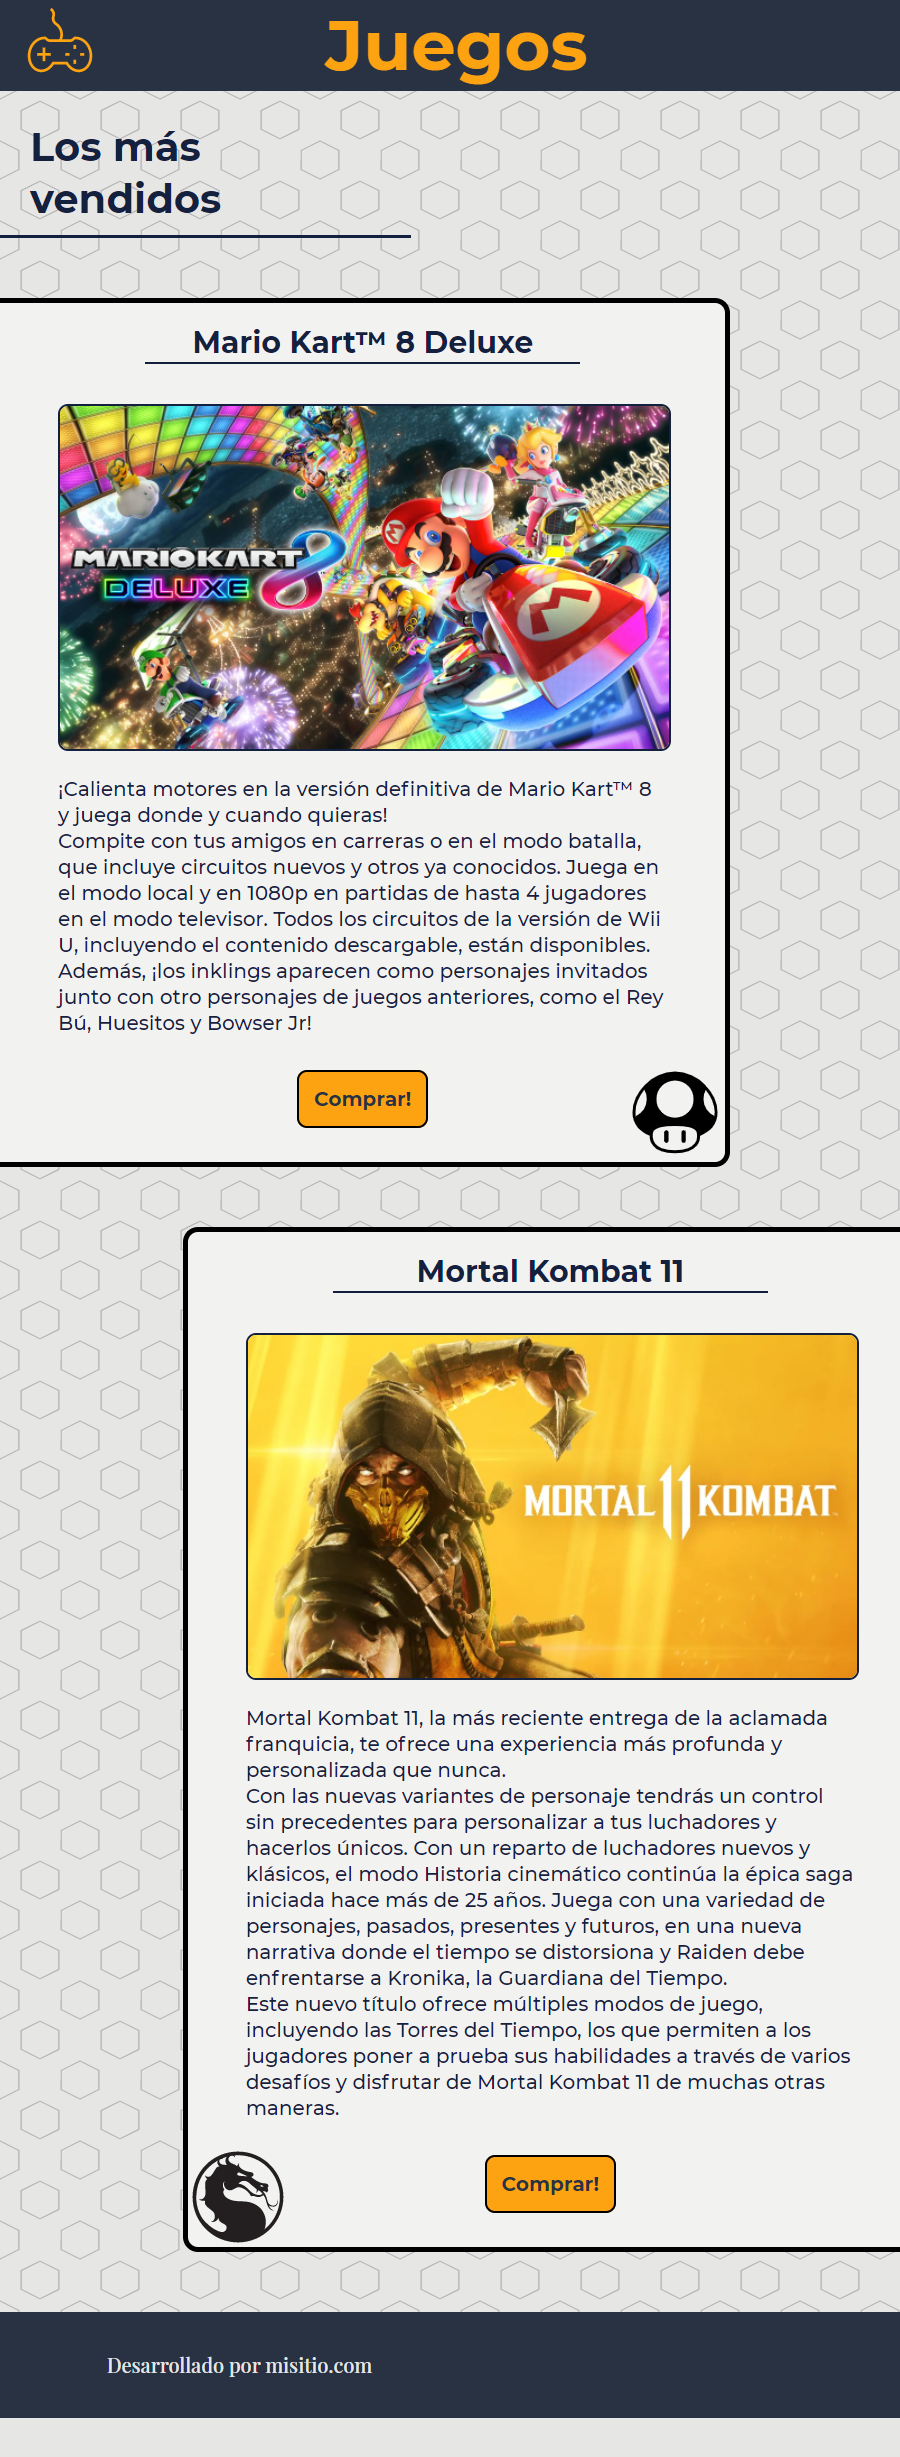 Juegos
Los más
vendidos
Mario Kart™ 8 Deluxe
MARIOKART 8
DELUXE
¡Calienta motores en la versión definitiva de Mario Kart™ 8
y juega donde y cuando quieras!
Compite con tus amigos en carreras o en el modo batalla,
que incluye circuitos nuevos y otros ya conocidos. Juega en
el modo local y en 1080p en partidas de hasta 4 jugadores
en el modo televisor. Todos los circuitos de la versión de Wii
U, incluyendo el contenido descargable, están disponibles.
Además, ¡los inklings aparecen como personajes invitados
junto con otro personajes de juegos anteriores, como el Rey
Bú, Huesitos y Bowser Jr!
Comprar!
Mortal Kombat 11
MORTAL 11 KOMBAT
Mortal Kombat 11, la más reciente entrega de la aclamada
franquicia, te ofrece una experiencia más profunda y
personalizada que nunca.
Con las nuevas variantes de personaje tendrás un control
sin precedentes para personalizar a tus luchadores y
hacerlos únicos. Con un reparto de luchadores nuevos y
klásicos, el modo Historia cinemático continúa la épica saga
iniciada hace más de 25 años. Juega con una variedad de
personajes, pasados, presentes y futuros, en una nueva
narrativa donde el tiempo se distorsiona y Raiden debe
enfrentarse a Kronika, la Guardiana del Tiempo.
Este nuevo título ofrece múltiples modos de juego,
incluyendo las Torres del Tiempo, los que permiten a los
jugadores poner a prueba sus habilidades a través de varios
desafíos y disfrutar de Mortal Kombat 11 de muchas otras
maneras.
Comprar!
Desarrollado por misitio.com